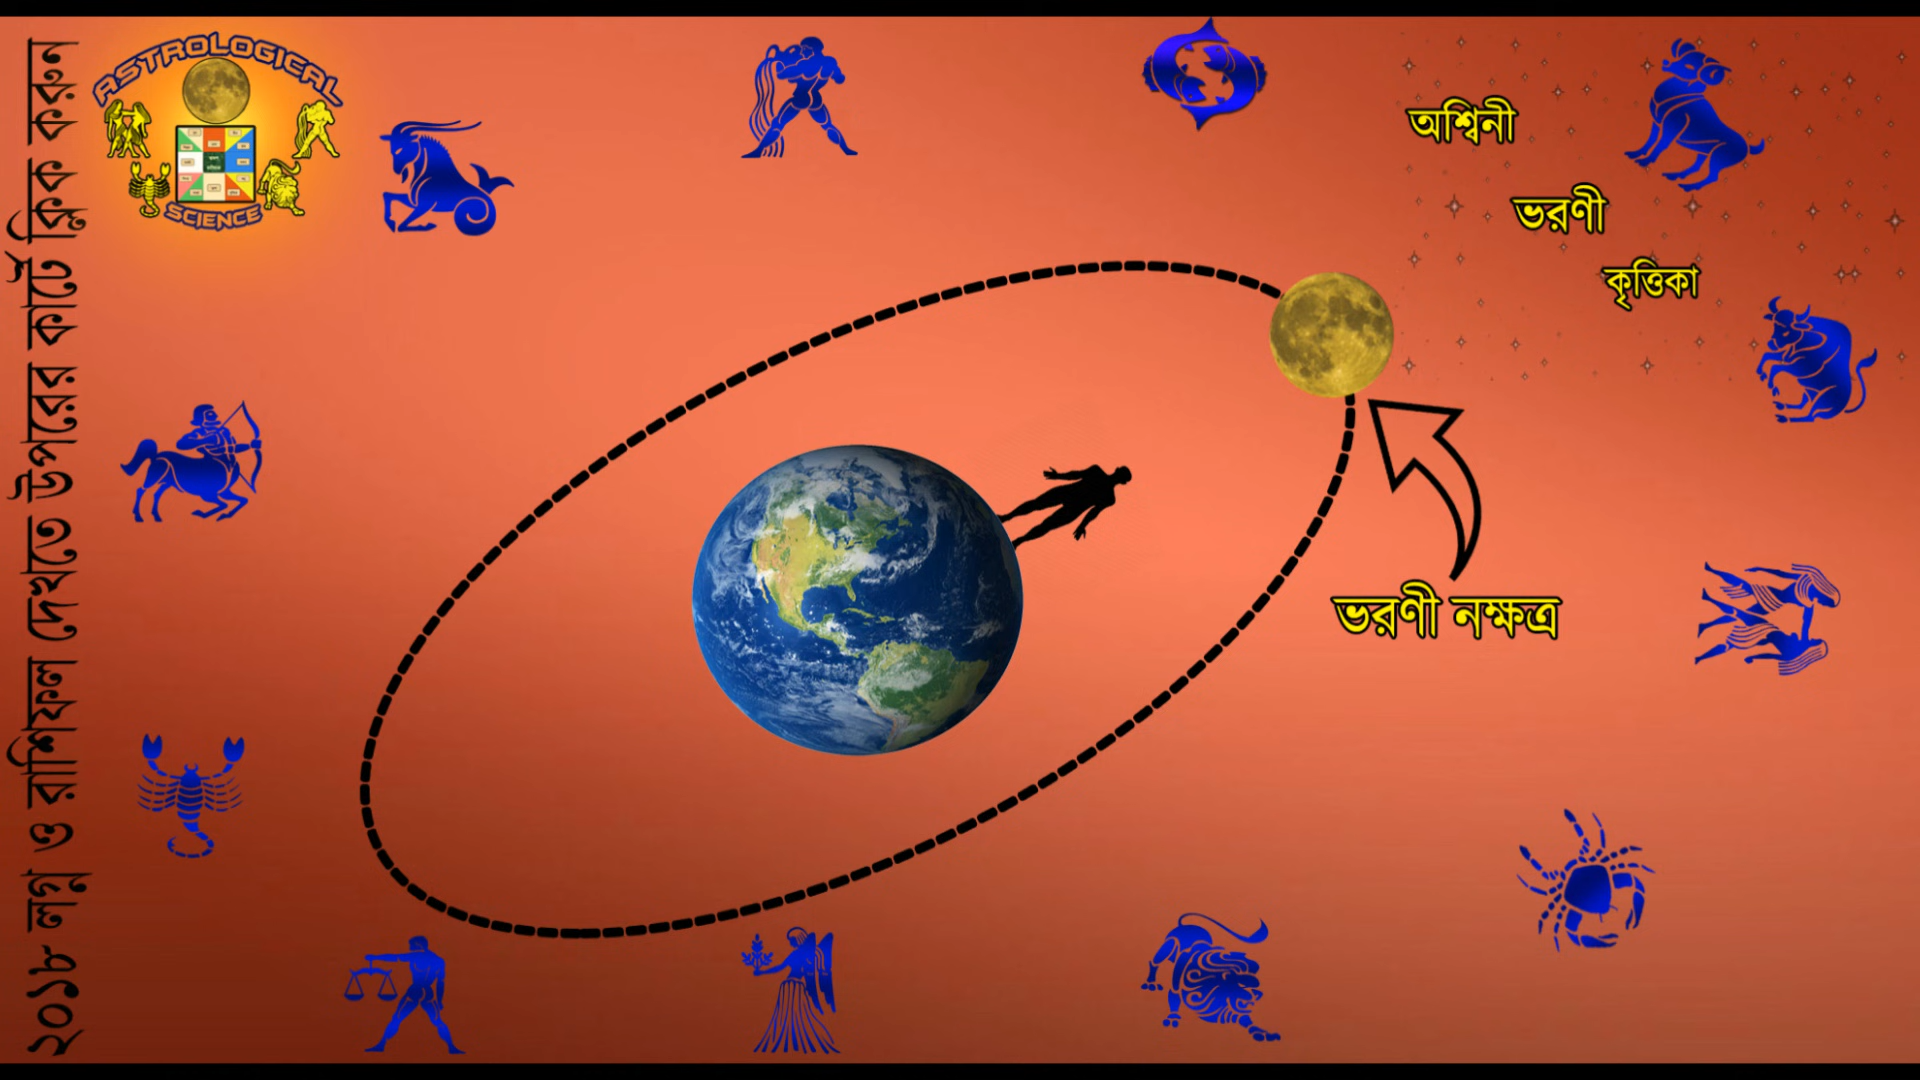 ২০১৮ লগ্ন ও রাশিফল দেখতে উপরের কার্টে ক্লিক করুন
ASTROLOGICAL
SCIENCE
অশ্বিনী
ভরণী
কৃত্তিকা
ভরণী নক্ষত্র